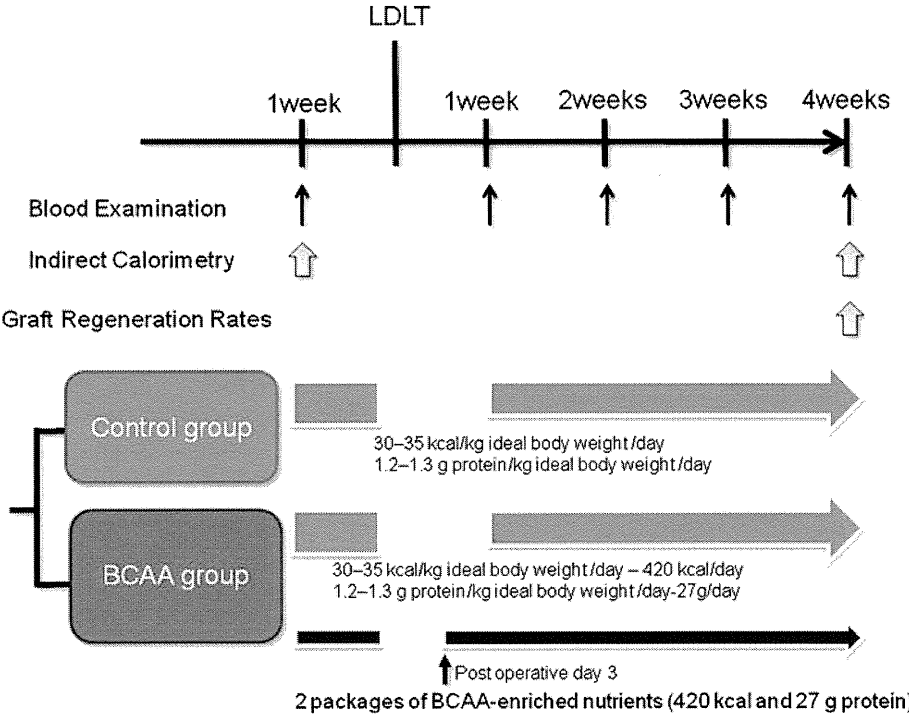 LDLT
1week 1week 2weeks 3weeks 4weeks
Blood Examination
Indirect Calorimetry
Graft Regeneration Rates
Control group
30–35 kcal/kg ideal body weight /day
1.2–1.3 g protein/kg ideal body weight /day
BCAA group
30–35 kcal/kg ideal body weight /day – 420 kcal/day
1.2–1.3 g protein/kg ideal body weight /day-27g/day
Post operative day 3
2 packages of BCAA-enriched nutrients (420 kcal and 27 g protein)